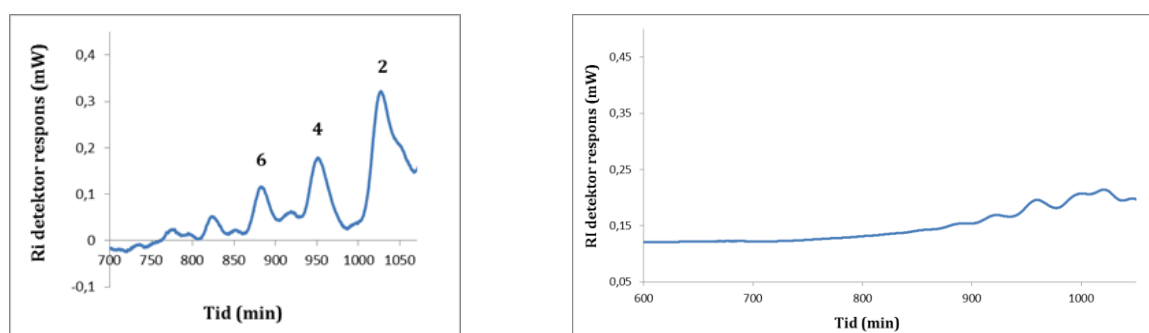 Ri detektor respons (mW)
0,4
0,3
0,2
0,1
0
-0,1
700 750 800 850 900 950 1000 1050
6
4
2
Tid (min)
RI detektor respons (mW)
0,45
0,35
0,25
0,15
0,05
600 700 800 900 1000
Tid (min)